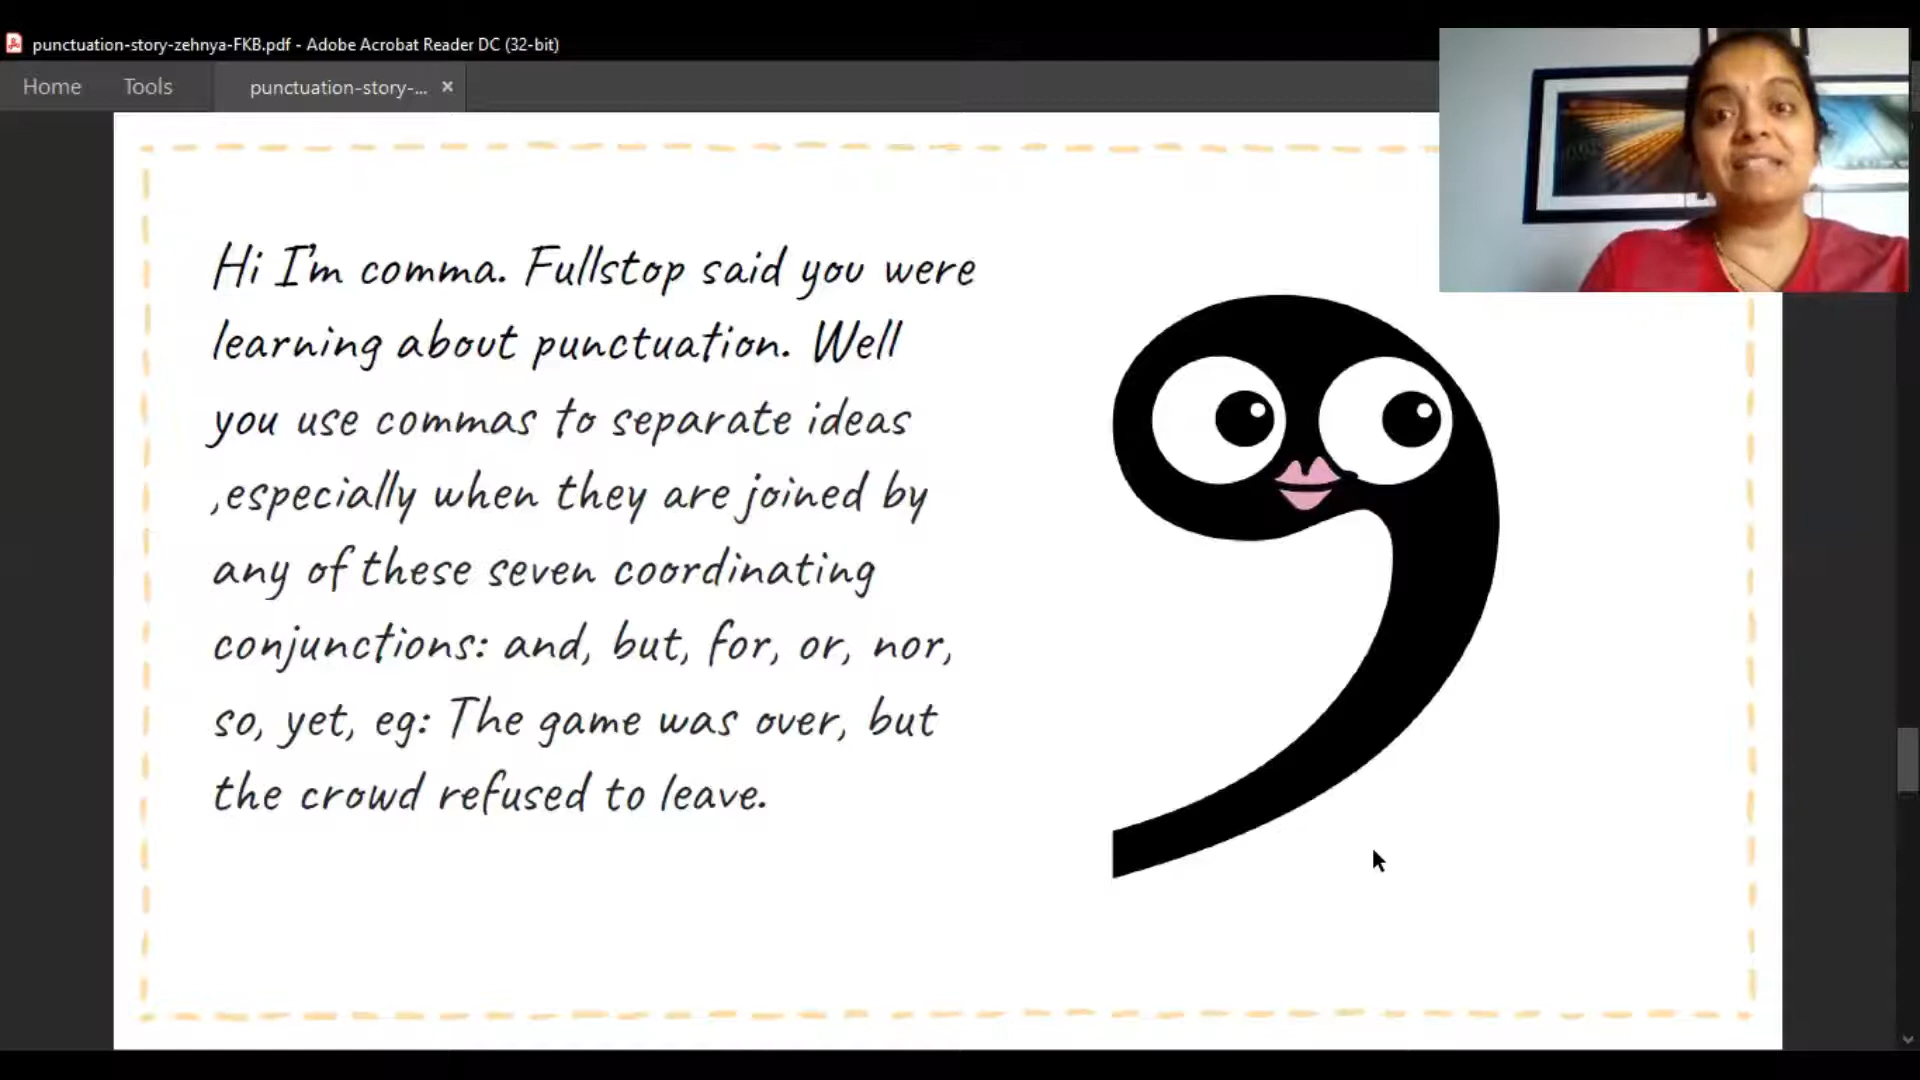 punctuation-story-zehnya-FKB.pdf - Adobe Acrobat Reader DC (32-bit)
Home Tools punctuation-story-...
Hi I'm comma. Fullstop said you were
learning about punctuation. Well
you use commas to separate ideas
,especially when they are joined by
any of these seven coordinating
conjunctions: and, but, for, or, nor,
so, yet, eg: The game was over, but
the crowd refused to leave.